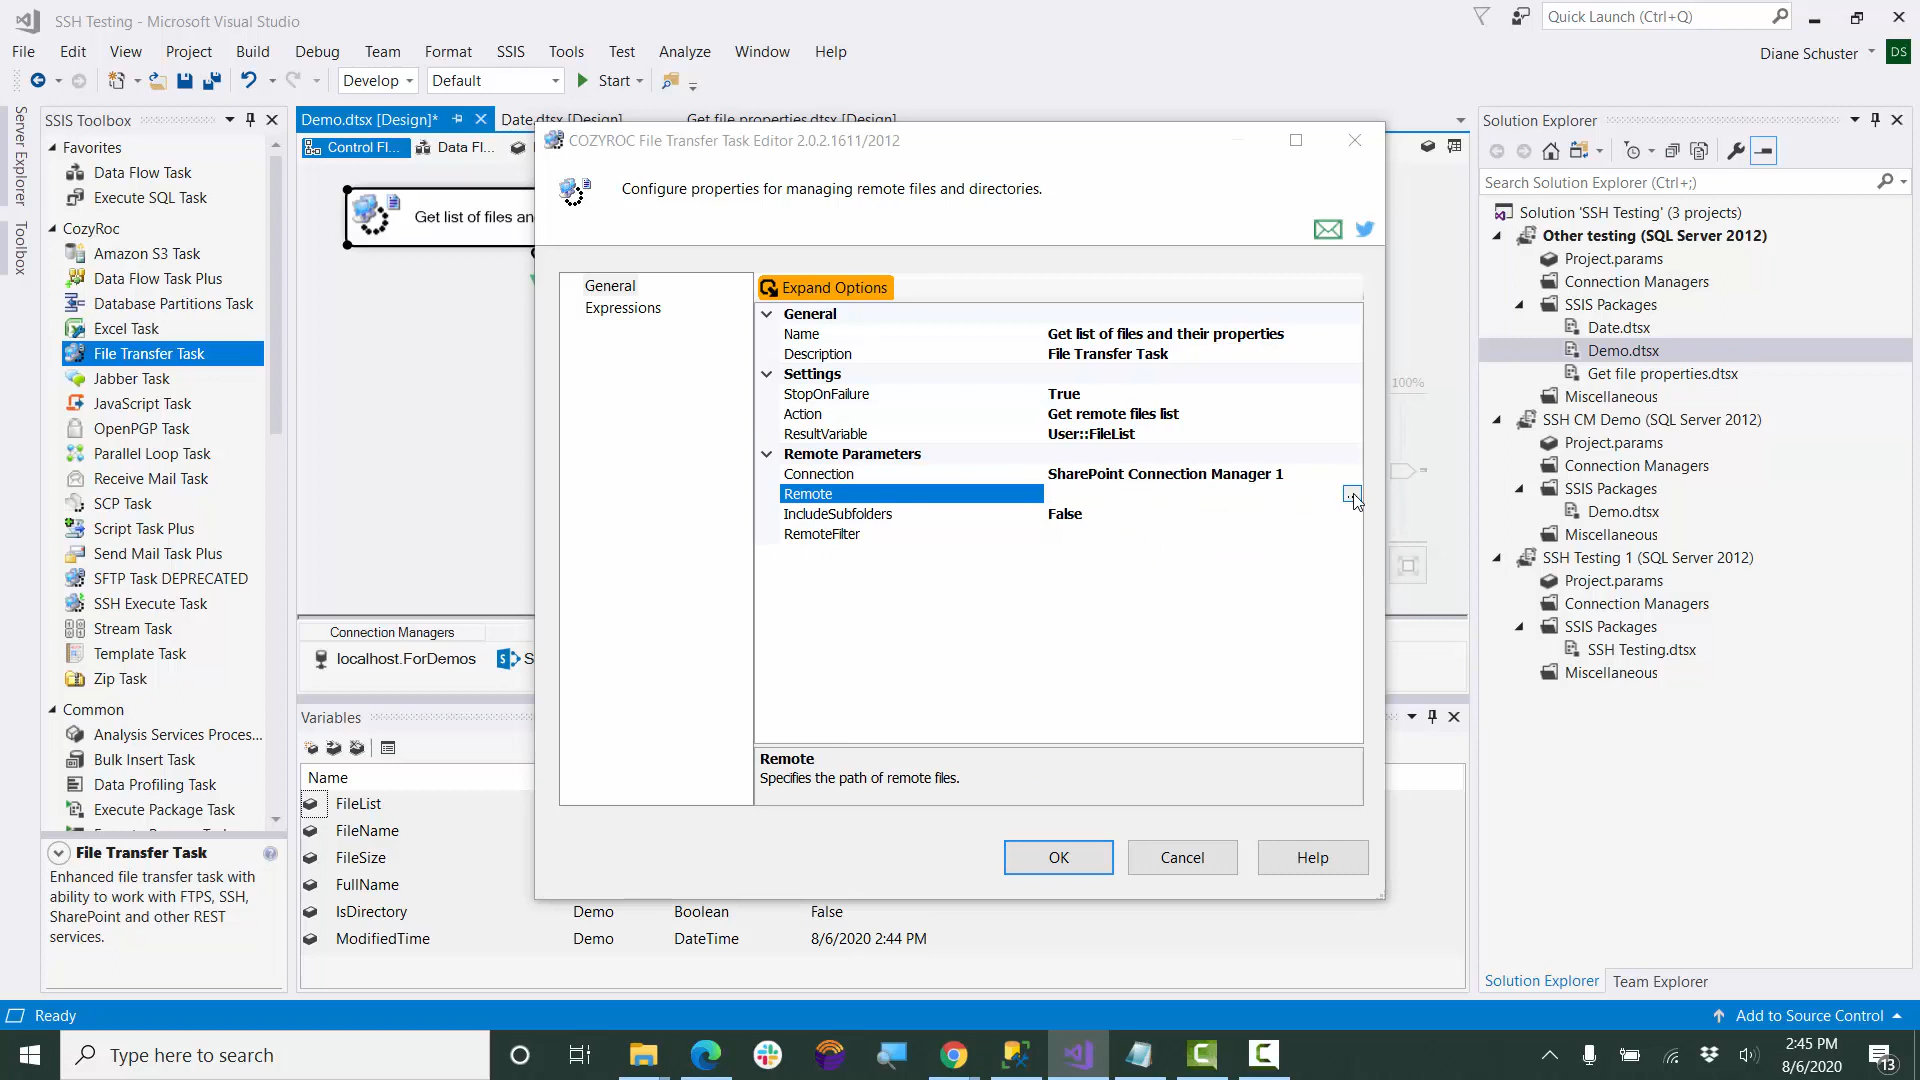 SSH Testing - Microsoft Visual Studio
Quick Launch (Ctrl+Q)
File Edit View Project Build Debug Team Format SSIS Tools Test Analyze Window Help
Diane Schuster DS
Develop Default Start
Server Explorer
Toolbox
SSIS Toolbox
Favorites
Data Flow Task
Execute SQL Task
CozyRoc
Amazon S3 Task
Data Flow Task Plus
Database Partitions Task
Excel Task
File Transfer Task
Jabber Task
JavaScript Task
OpenPGP Task
Parallel Loop Task
Receive Mail Task
SCP Task
Script Task Plus
Send Mail Task Plus
SFTP Task DEPRECATED
SSH Execute Task
Stream Task
Template Task
Zip Task
Common
Analysis Services Proces...
Bulk Insert Task
Data Profiling Task
Execute Package Task
File Transfer Task
Enhanced file transfer task with
ability to work with FTPS, SSH,
SharePoint and other REST
services.
Demo.dtsx [Design]* Date.dtsx [Design] Get file properties.dtsx [Design]
Control Fl... Data Fl...
Get list of files an
100%
Connection Managers
localhost.ForDemos S
Variables
Name
FileList
FileName
FileSize
FullName
IsDirectory Demo Boolean False
ModifiedTime Demo DateTime 8/6/2020 2:44 PM
COZYROC File Transfer Task Editor 2.0.2.1611/2012
Configure properties for managing remote files and directories.
General
Expressions
Expand Options
General
Name Get list of files and their properties
Description File Transfer Task
Settings
StopOnFailure True
Action Get remote files list
ResultVariable User::FileList
Remote Parameters
Connection SharePoint Connection Manager 1
Remote ...
IncludeSubfolders False
RemoteFilter
Remote
Specifies the path of remote files.
OK Cancel Help
Solution Explorer
Search Solution Explorer (Ctrl+;)
Solution 'SSH Testing' (3 projects)
Other testing (SQL Server 2012)
Project.params
Connection Managers
SSIS Packages
Date.dtsx
Demo.dtsx
Get file properties.dtsx
Miscellaneous
SSH CM Demo (SQL Server 2012)
Project.params
Connection Managers
SSIS Packages
Demo.dtsx
Miscellaneous
SSH Testing 1 (SQL Server 2012)
Project.params
Connection Managers
SSIS Packages
SSH Testing.dtsx
Miscellaneous
Solution Explorer Team Explorer
Ready
Add to Source Control
Type here to search
2:45 PM
8/6/2020
13